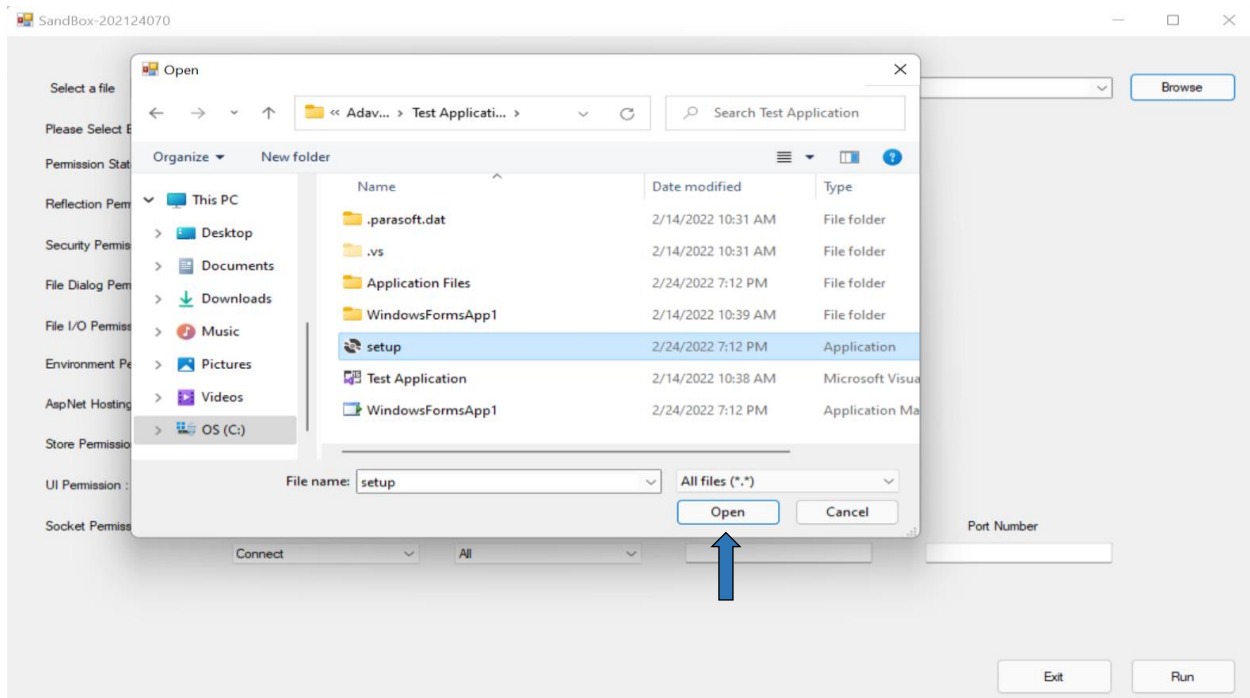 SandBox-202124070
Open
Select a file
Browse
« Adav... > Test Applicati... >
Search Test Application
Please Select E
Organize
New folder
Permission Stat
Name
Date modified
Type
Reflection Perm
This PC
.parasoft.dat
2/14/2022 10:31 AM
File folder
Desktop
Security Permis
.vs
2/14/2022 10:31 AM
File folder
Documents
File Dialog Perm
Application Files
2/24/2022 7:12 PM
File folder
Downloads
File I/O Permiss
WindowsFormsApp1
2/14/2022 10:39 AM
File folder
Music
setup
2/24/2022 7:12 PM
Application
Environment Pe
Pictures
Test Application
2/14/2022 10:38 AM
Microsoft Visua
AspNet Hosting
Videos
WindowsFormsApp1
2/24/2022 7:12 PM
Application Ma
OS (C:)
Store Permissio
UI Permission :
File name:
setup
All files (*.*)
Open
Cancel
Socket Permiss
Port Number
Connect
All
Exit
Run